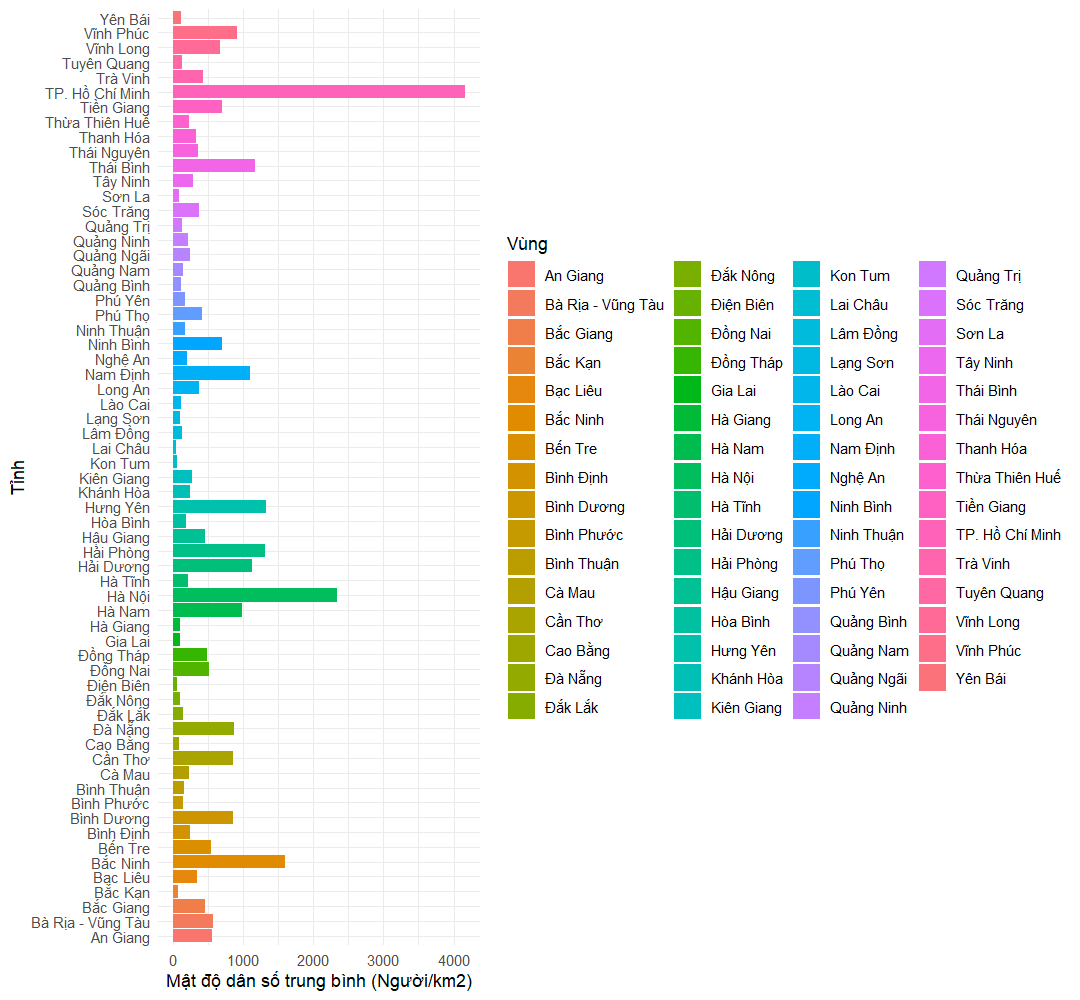 Yên Bái
Vĩnh Phúc
Vĩnh Long
Tuyên Quang
Trà Vinh
TP. Hồ Chí Minh
Tiền Giang
Thừa Thiên Huế
Thanh Hóa
Thái Nguyên
Thái Bình
Tây Ninh
Sơn La
Sóc Trăng
Quảng Trị
Quảng Ninh
Quảng Ngãi
Quảng Nam
Quảng Bình
Phú Yên
Phú Thọ
Ninh Thuận
Ninh Bình
Nghệ An
Nam Định
Long An
Lào Cai
Lạng Sơn
Lâm Đồng
Lai Châu
Kon Tum
Kiên Giang
Khánh Hòa
Hưng Yên
Hòa Bình
Hậu Giang
Hải Phòng
Hải Dương
Hà Tĩnh
Hà Nội
Hà Nam
Hà Giang
Gia Lai
Đồng Tháp
Đồng Nai
Điện Biên
Đắk Nông
Đắk Lắk
Đà Nẵng
Cao Bằng
Cần Thơ
Cà Mau
Bình Thuận
Bình Phước
Bình Dương
Bình Định
Bến Tre
Bắc Ninh
Bạc Liêu
Bắc Kạn
Bắc Giang
Bà Rịa - Vũng Tàu
An Giang
Tỉnh
0 1000 2000 3000 4000
Mật độ dân số trung bình (Người/km2)
Vùng
An Giang
Bà Rịa - Vũng Tàu
Bắc Giang
Bắc Kạn
Bạc Liêu
Bắc Ninh
Bến Tre
Bình Định
Bình Dương
Bình Phước
Bình Thuận
Cà Mau
Cần Thơ
Cao Bằng
Đà Nẵng
Đắk Lắk
Đắk Nông
Điện Biên
Đồng Nai
Đồng Tháp
Gia Lai
Hà Giang
Hà Nam
Hà Nội
Hà Tĩnh
Hải Dương
Hải Phòng
Hậu Giang
Hòa Bình
Hưng Yên
Khánh Hòa
Kiên Giang
Kon Tum
Lai Châu
Lâm Đồng
Lạng Sơn
Lào Cai
Long An
Nam Định
Nghệ An
Ninh Bình
Ninh Thuận
Phú Thọ
Phú Yên
Quảng Bình
Quảng Nam
Quảng Ngãi
Quảng Ninh
Quảng Trị
Sóc Trăng
Sơn La
Tây Ninh
Thái Bình
Thái Nguyên
Thanh Hóa
Thừa Thiên Huế
Tiền Giang
TP. Hồ Chí Minh
Trà Vinh
Tuyên Quang
Vĩnh Long
Vĩnh Phúc
Yên Bái